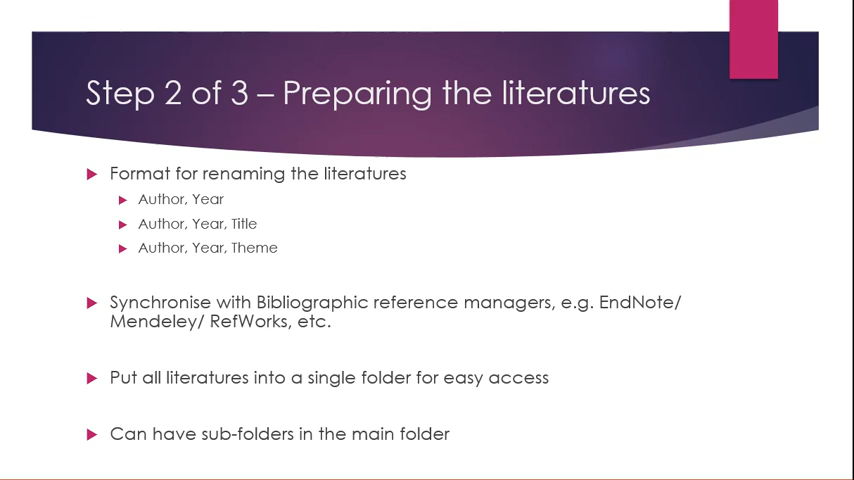 Step 2 of 3 – Preparing the literatures
Format for renaming the literatures
Author, Year
Author, Year, Title
Author, Year, Theme
Synchronise with Bibliographic reference managers, e.g. EndNote/
Mendeley/ RefWorks, etc.
Put all literatures into a single folder for easy access
Can have sub-folders in the main folder